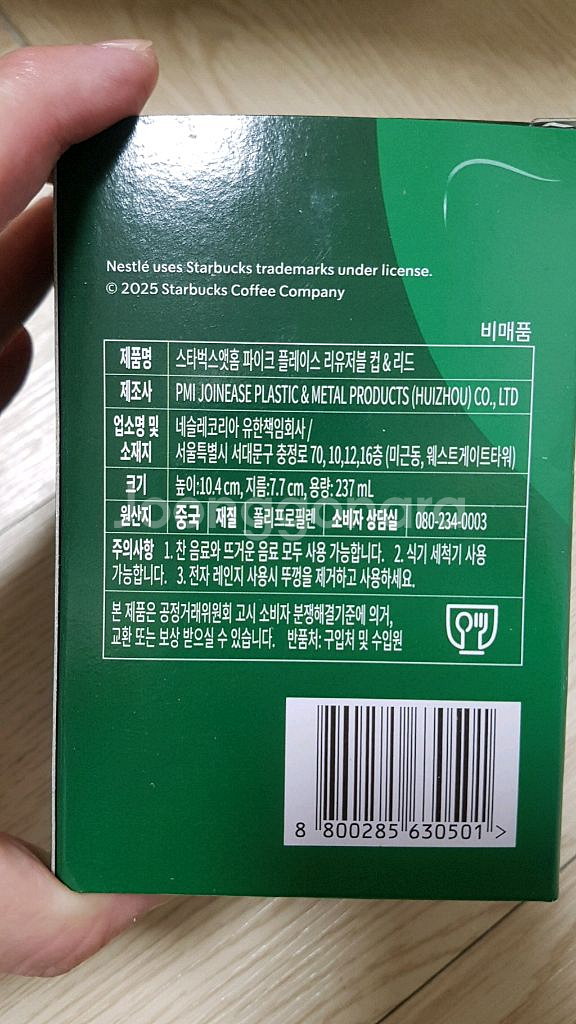 Nestlé uses Starbucks trademarks under license.
© 2025 Starbucks Coffee Company
비매품
제품명 스타벅스앳홈 파이크 플레이스 리유저블 컵 & 리드
제조사 PMI JOINEASE PLASTIC & METAL PRODUCTS (HUIZHOU) CO., LTD
업소명 및 네슬레코리아 유한책임회사 /
소재지 서울특별시 서대문구 충정로 70, 10,12,16층 (미근동, 웨스트게이트타워)
크기 높이:10.4 cm, 지름:7.7 cm, 용량: 237 mL
원산지 중국 재질 폴리프로필렌 소비자 상담실 080-234-0003
주의사항 1. 찬 음료와 뜨거운 음료 모두 사용 가능합니다. 2. 식기 세척기 사용
가능합니다. 3. 전자 레인지 사용시 뚜껑을 제거하고 사용하세요.
본 제품은 공정거래위원회 고시 소비자 분쟁해결기준에 의거,
교환 또는 보상 받으실 수 있습니다. 반품처: 구입처 및 수입원
Joonggonara
8 800285 630501 >